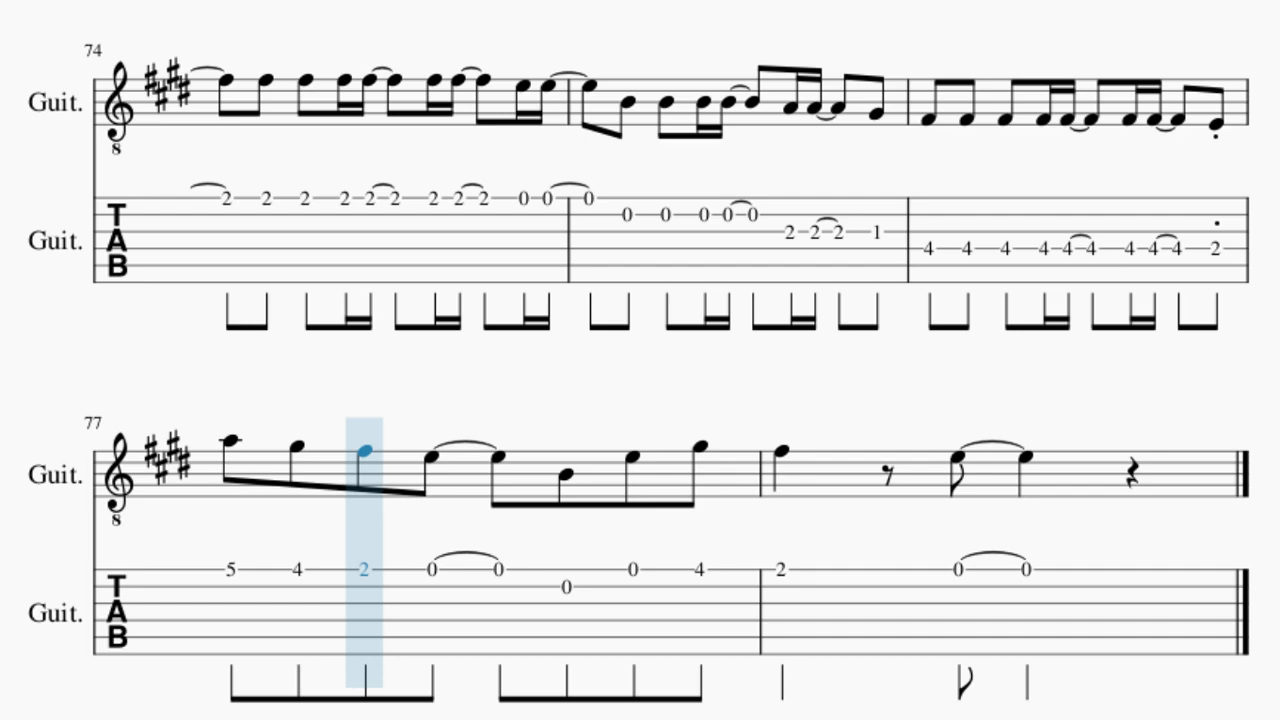 74
Guit.
8
Guit.
T
A
B
2 2 2 2 2 2 2 2 2 0 0 0
0 0 0 0 0
2 2 2 1
4 4 4 4 4 4 4 4 4 2
77
Guit.
8
Guit.
T
A
B
5 4 2 0 0 0 4 2 0 0
0